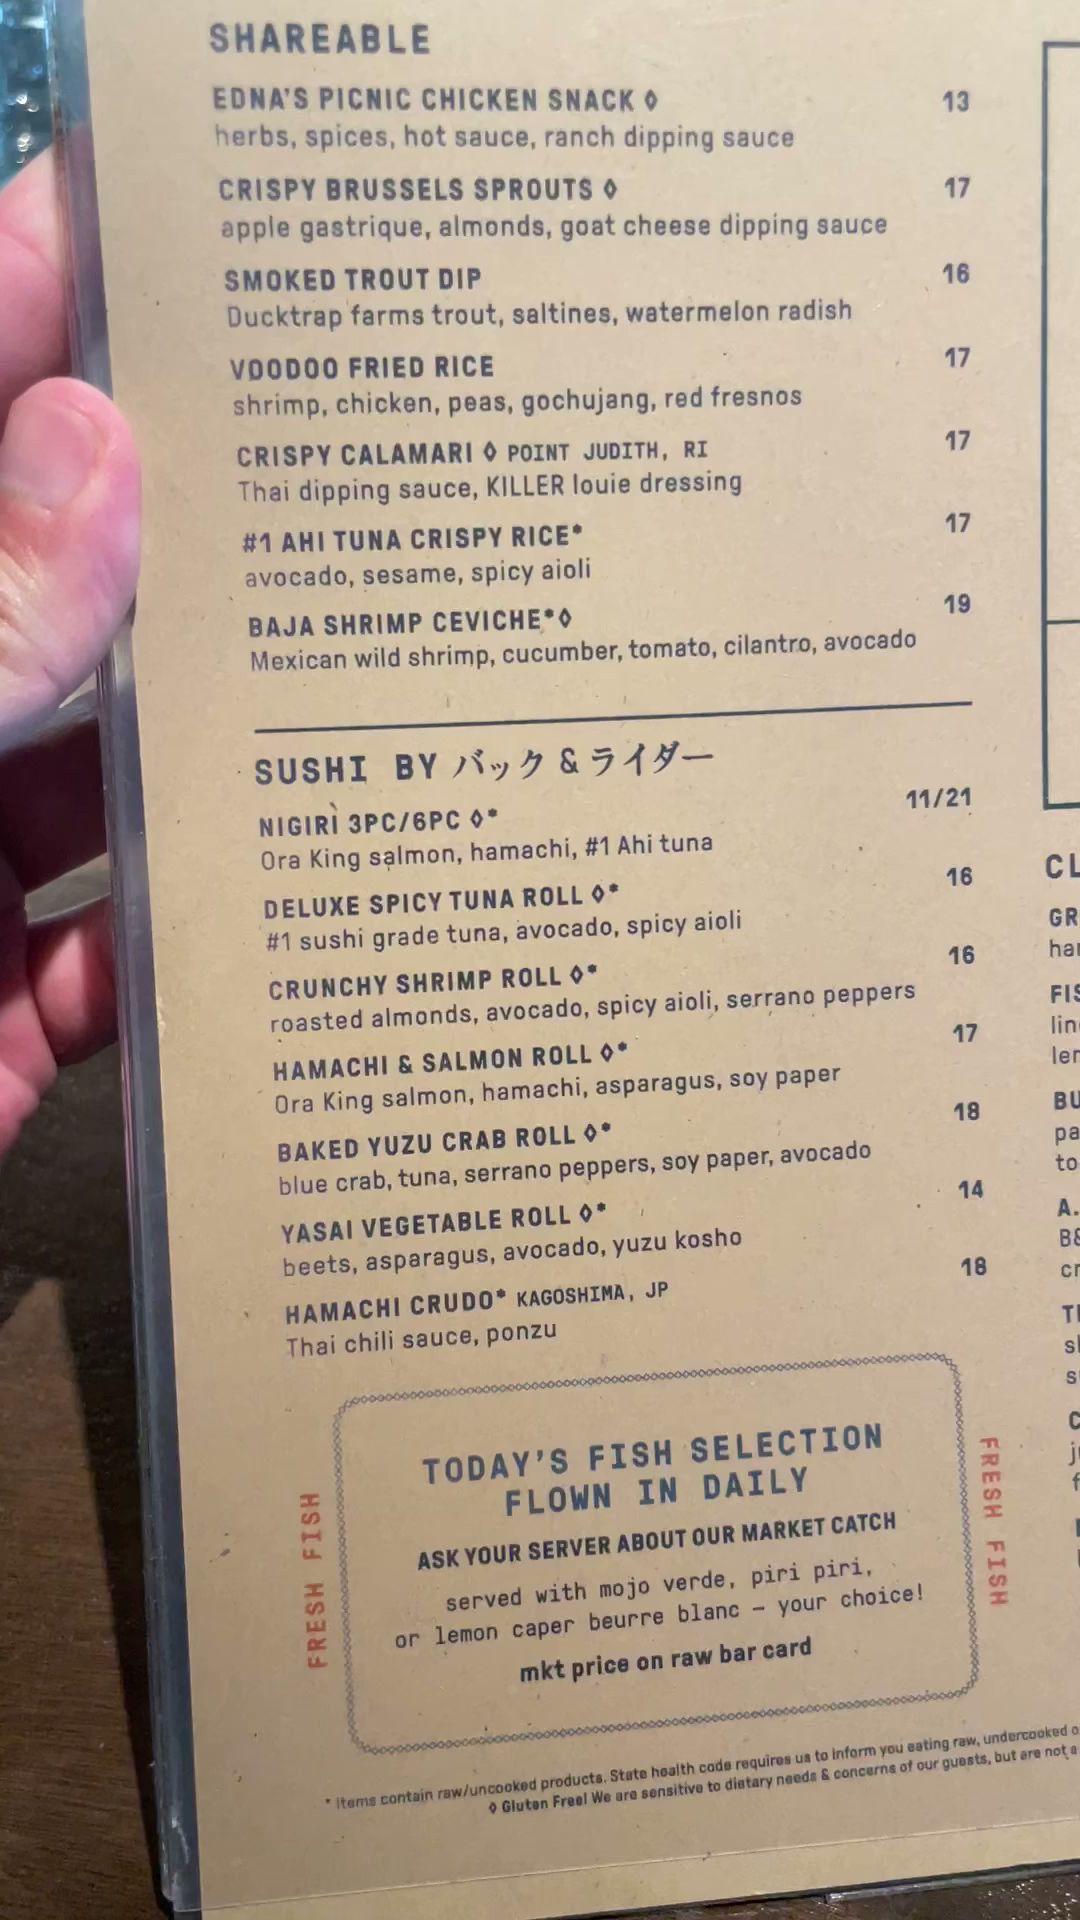 SHAREABLE
EDNA'S PICNIC CHICKEN SNACK ◊ 13
herbs, spices, hot sauce, ranch dipping sauce
CRISPY BRUSSELS SPROUTS ◊ 17
apple gastrique, almonds, goat cheese dipping sauce
SMOKED TROUT DIP 16
Ducktrap farms trout, saltines, watermelon radish
VOODOO FRIED RICE 17
shrimp, chicken, peas, gochujang, red fresnos
CRISPY CALAMARI ◊ POINT JUDITH, RI 17
Thai dipping sauce, KILLER louie dressing
#1 AHI TUNA CRISPY RICE* 17
avocado, sesame, spicy aioli
BAJA SHRIMP CEVICHE*◊ 19
Mexican wild shrimp, cucumber, tomato, cilantro, avocado
SUSHI BY バック & ライダー
NIGIRI 3PC/6PC ◊* 11/21
Ora King salmon, hamachi, #1 Ahi tuna
DELUXE SPICY TUNA ROLL ◊* 16
#1 sushi grade tuna, avocado, spicy aioli
CRUNCHY SHRIMP ROLL ◊* 16
roasted almonds, avocado, spicy aioli, serrano peppers
HAMACHI & SALMON ROLL ◊* 17
Ora King salmon, hamachi, asparagus, soy paper
BAKED YUZU CRAB ROLL ◊* 18
blue crab, tuna, serrano peppers, soy paper, avocado
YASAI VEGETABLE ROLL ◊* 14
beets, asparagus, avocado, yuzu kosho
HAMACHI CRUDO* KAGOSHIMA, JP 18
Thai chili sauce, ponzu
FRESH FISH
TODAY'S FISH SELECTION
FLOWN IN DAILY
ASK YOUR SERVER ABOUT OUR MARKET CATCH
served with mojo verde, piri piri,
or lemon caper beurre blanc – your choice!
mkt price on raw bar card
FRESH FISH
* Items contain raw/uncooked products. State health code requires us to inform you eating raw, undercooked
◊ Gluten Free! We are sensitive to dietary needs & concerns of our guests, but are not a